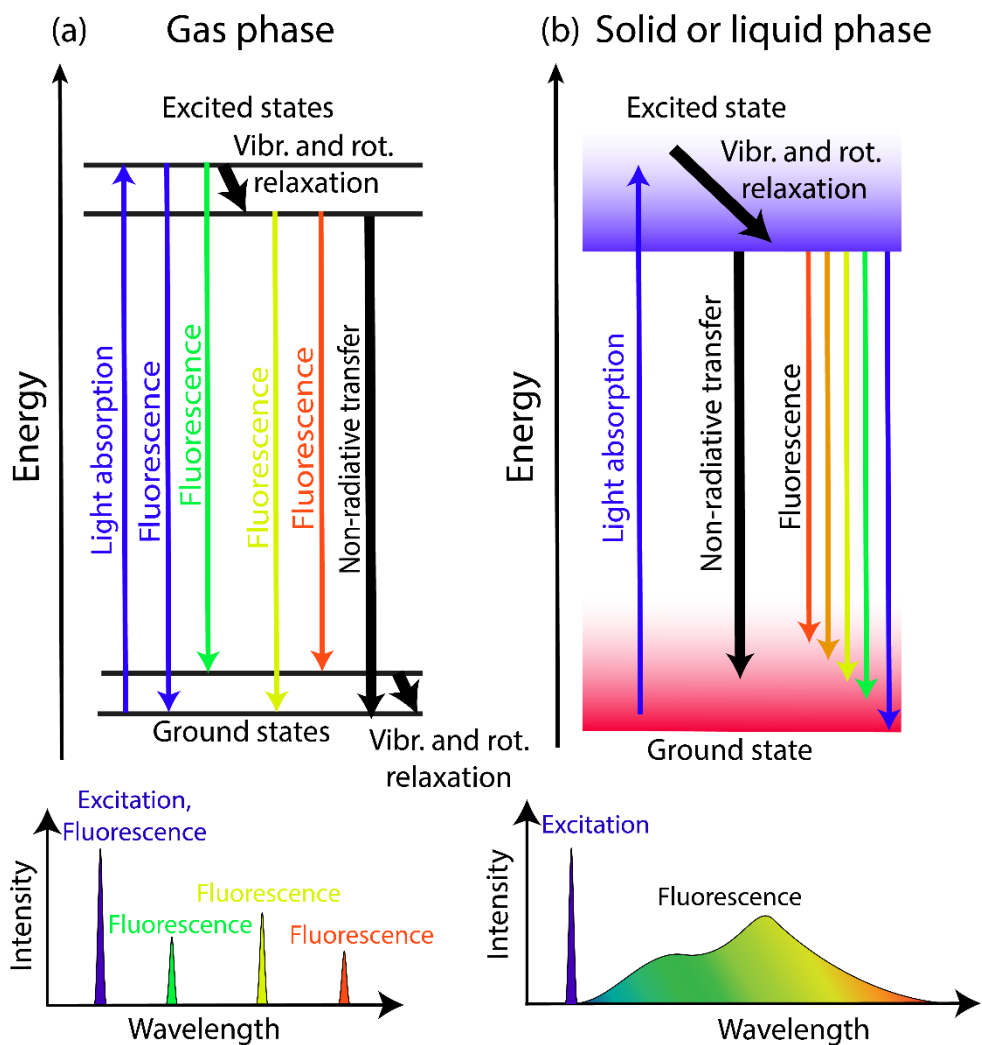 (a) Gas phase
Energy
Excited states
Vibr. and rot.
relaxation
Light absorption
Fluorescence
Fluorescence
Fluorescence
Fluorescence
Non-radiative transfer
Ground states
Vibr. and rot.
relaxation
Intensity
Excitation,
Fluorescence
Fluorescence
Fluorescence
Fluorescence
Wavelength
(b) Solid or liquid phase
Energy
Excited state
Vibr. and rot.
relaxation
Light absorption
Non-radiative transfer
Fluorescence
Ground state
Intensity
Excitation
Fluorescence
Wavelength